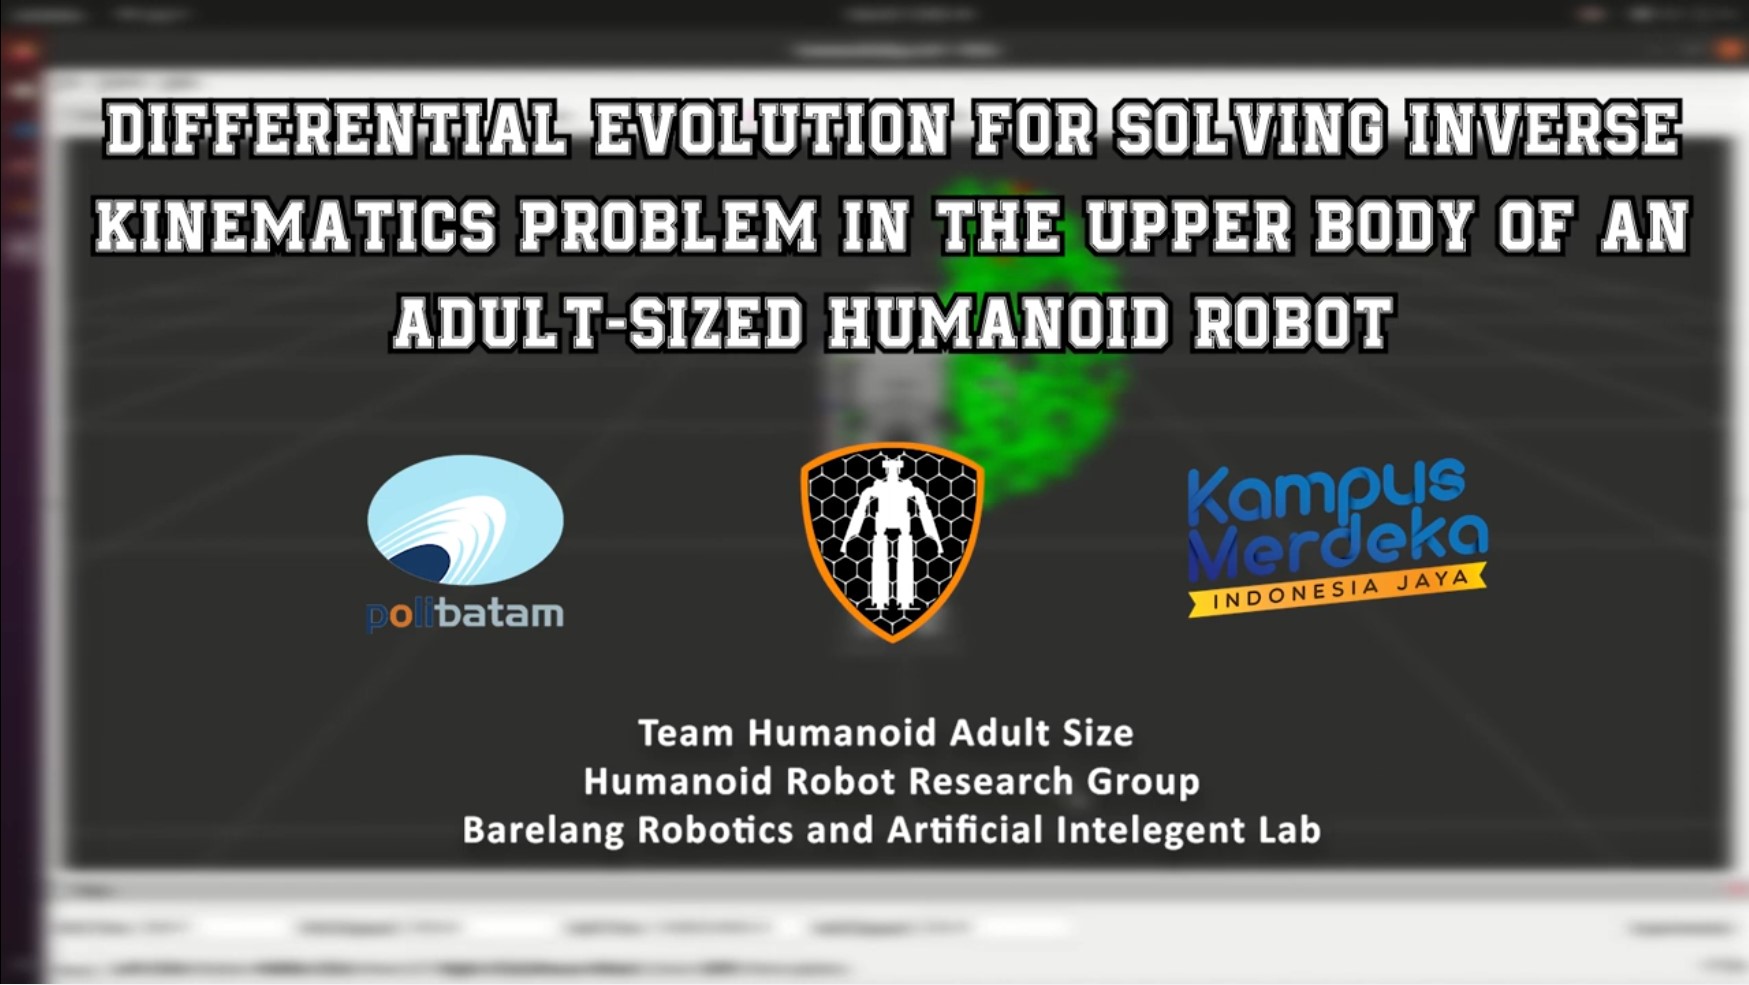 DIFFERENTIAL EVOLUTION FOR SOLVING INVERSE
KINEMATICS PROBLEM IN THE UPPER BODY OF AN
ADULT-SIZED HUMANOID ROBOT
polibatam
Kampus
Merdeka
INDONESIA JAYA
Team Humanoid Adult Size
Humanoid Robot Research Group
Barelang Robotics and Artificial Intelegent Lab